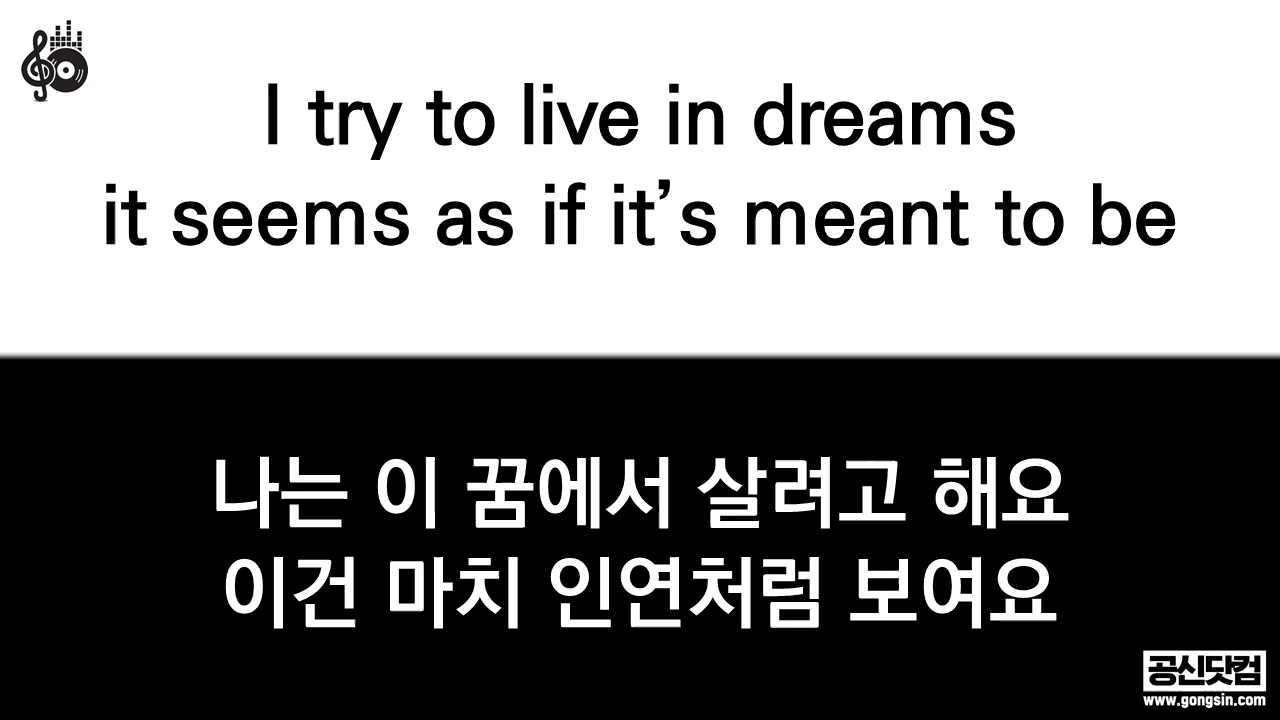 I try to live in dreams
it seems as if it’s meant to be
나는 이 꿈에서 살려고 해요
이건 마치 인연처럼 보여요
공신닷컴
www.gongsin.com